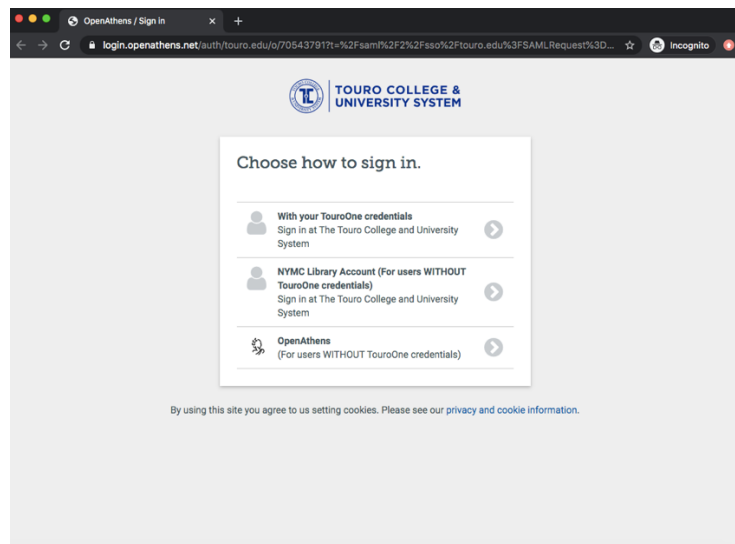 OpenAthens / Sign in
login.openathens.net/auth/touro.edu/o/70543791?t=%2Fsaml%2F2%2Fsso%2Ftouro.edu%3FSAMLRequest%3D...
Incognito
TOURO COLLEGE &
UNIVERSITY SYSTEM
Choose how to sign in.
With your TouroOne credentials
Sign in at The Touro College and University
System
NYMC Library Account (For users WITHOUT
TouroOne credentials)
Sign in at The Touro College and University
System
OpenAthens
(For users WITHOUT TouroOne credentials)
By using this site you agree to us setting cookies. Please see our privacy and cookie information.